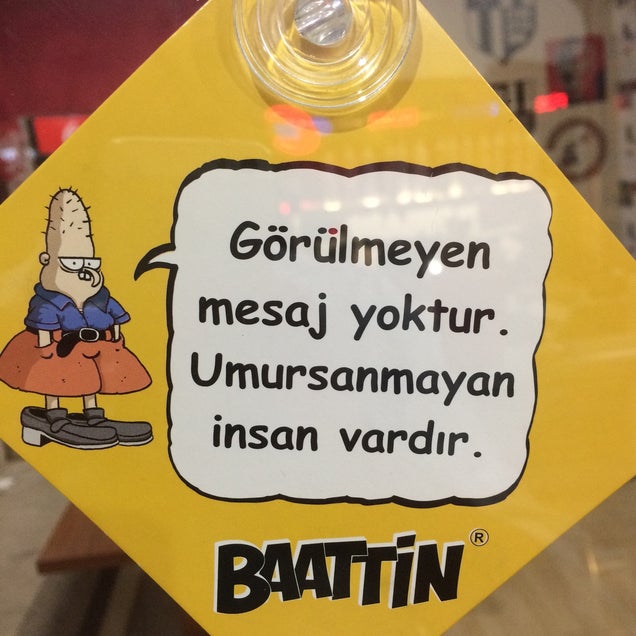 Görülmeyen
mesaj yoktur.
Umursanmayan
insan vardır.
BAATTİN®